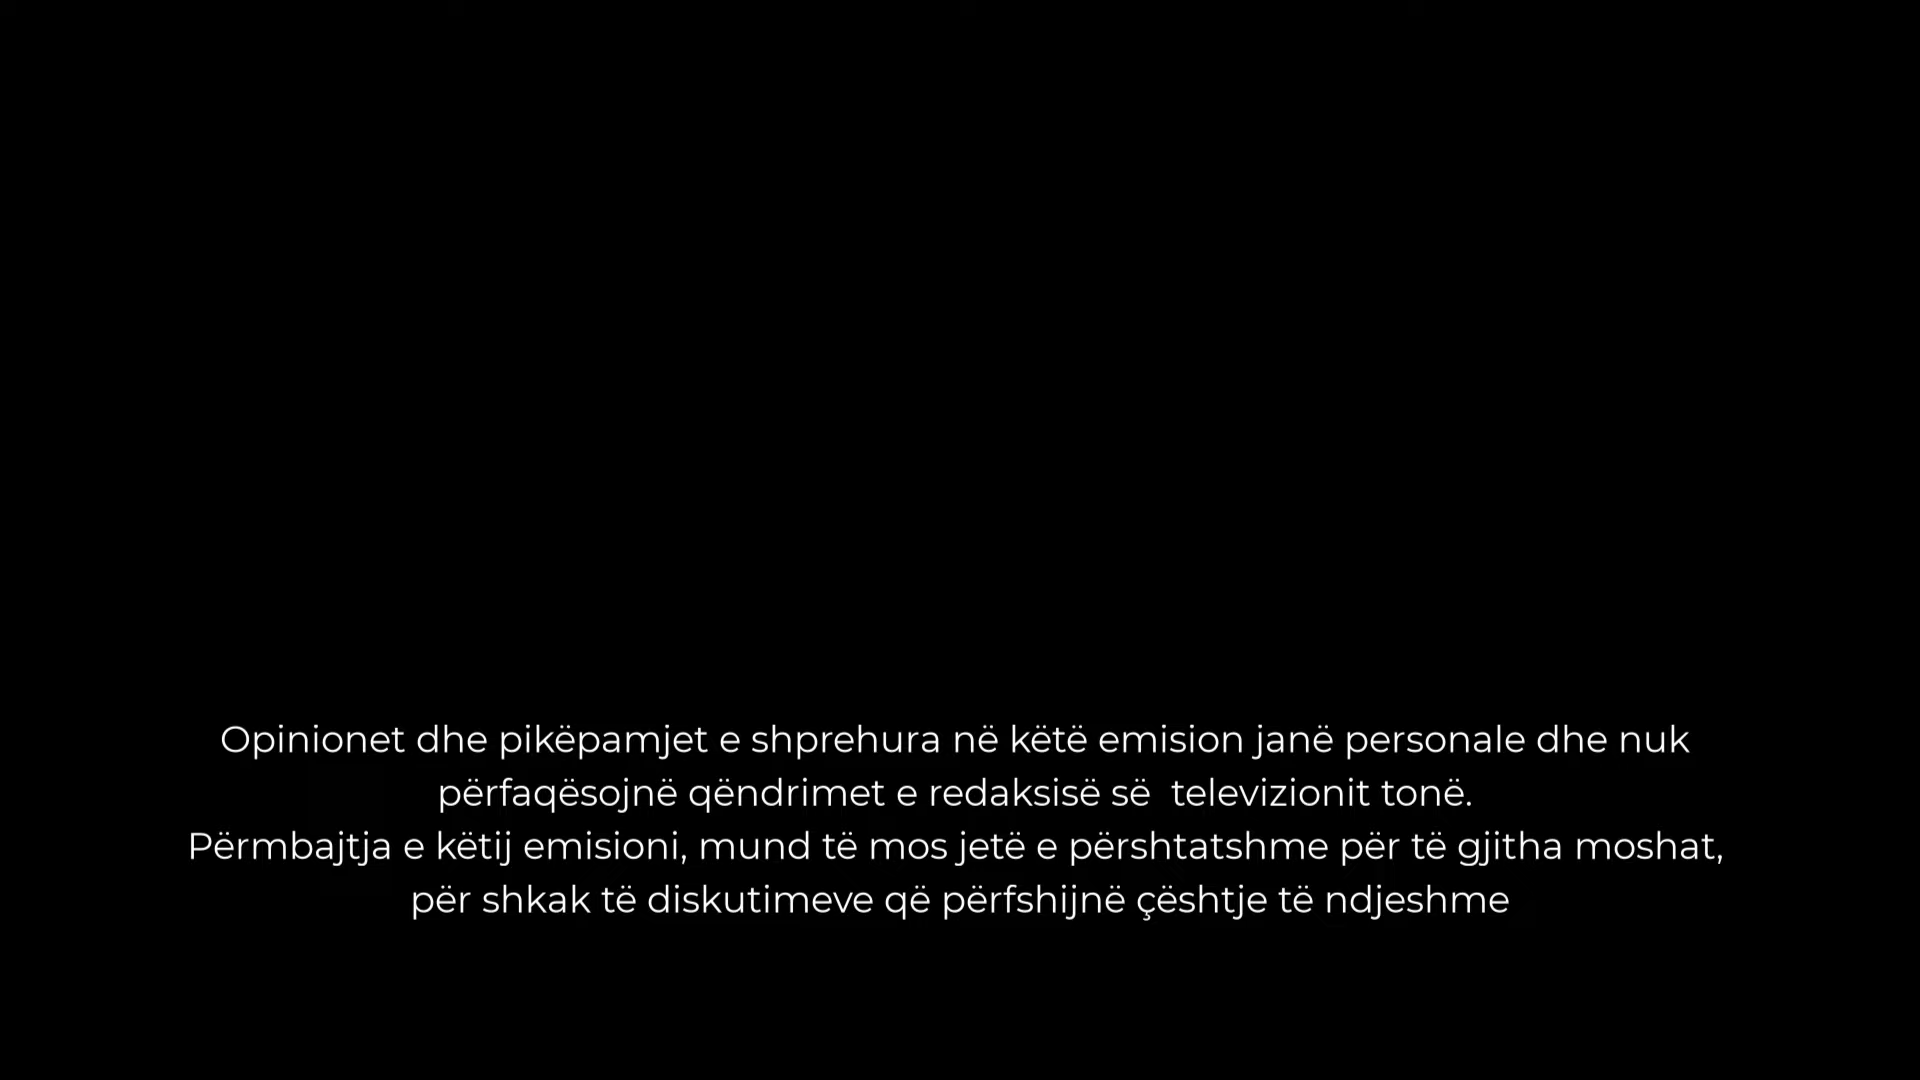 Opinionet dhe pikëpamjet e shprehura në këtë emision janë personale dhe nuk
përfaqësojnë qëndrimet e redaksisë së  televizionit tonë.
Përmbajtja e këtij emisioni, mund të mos jetë e përshtatshme për të gjitha moshat,
për shkak të diskutimeve që përfshijnë çështje të ndjeshme